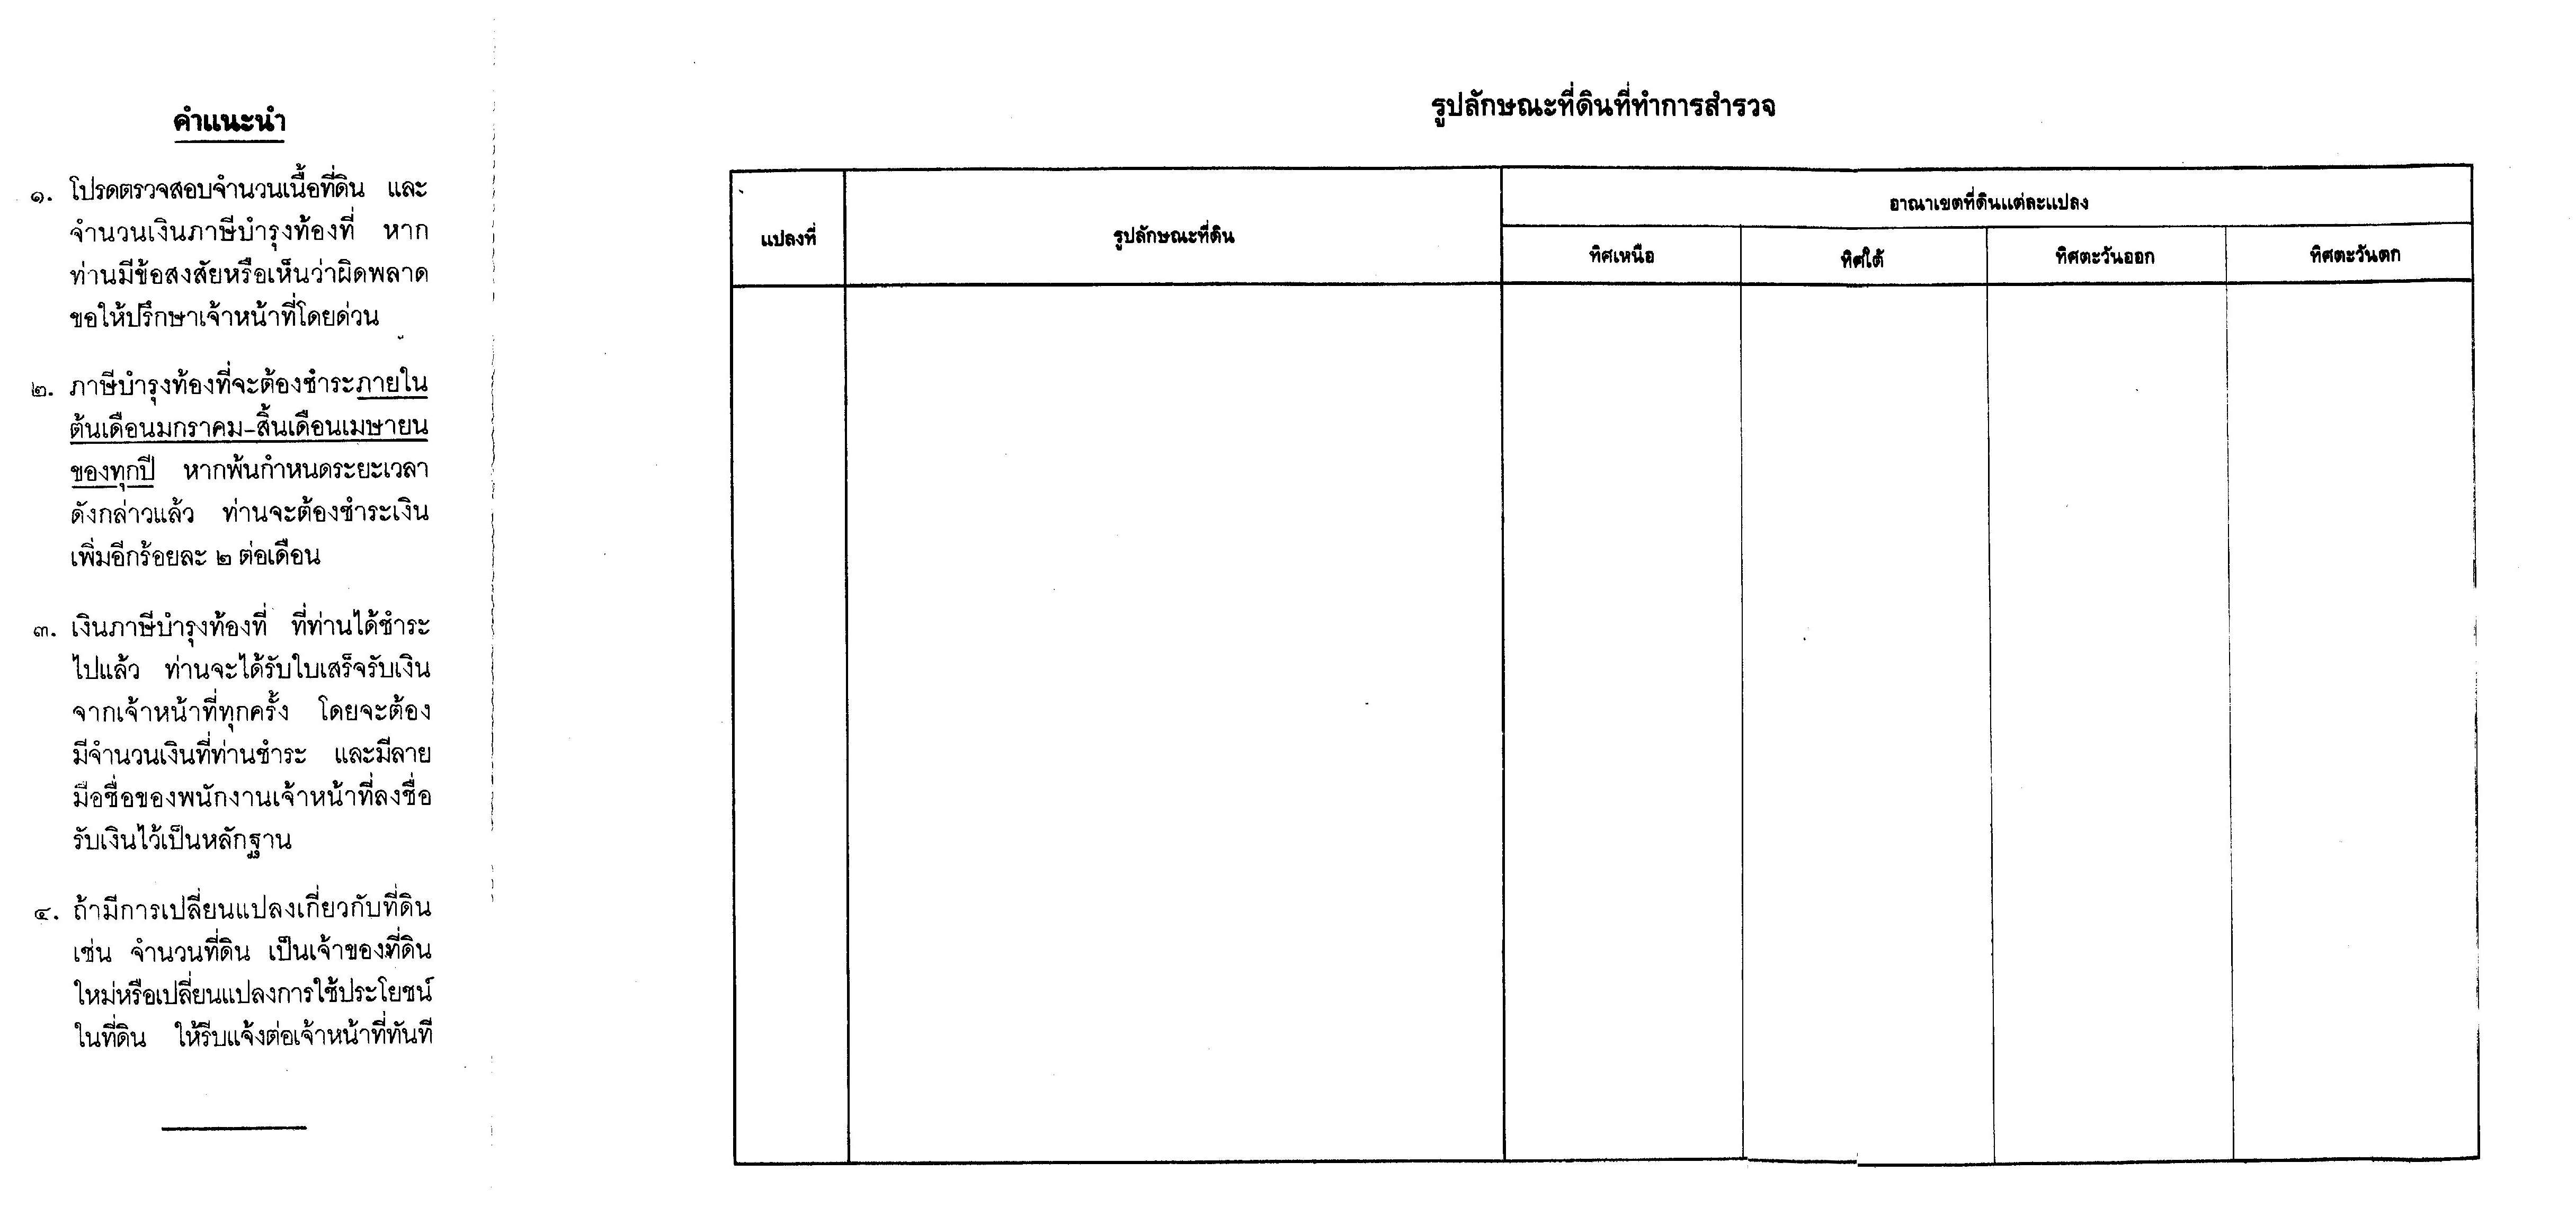 คำแนะนำ
๑. โปรดตรวจสอบจำนวนเนื้อที่ดิน และ
จำนวนเงินภาษีบำรุงท้องที่ หาก
ท่านมีข้อสงสัยหรือเห็นว่าผิดพลาด
ขอให้ปรึกษาเจ้าหน้าที่โดยด่วน
๒. ภาษีบำรุงท้องที่จะต้องชำระภายใน
ต้นเดือนมกราคม-สิ้นเดือนเมษายน
ของทุกปี หากพ้นกำหนดระยะเวลา
ดังกล่าวแล้ว ท่านจะต้องชำระเงิน
เพิ่มอีกร้อยละ ๒ ต่อเดือน
๓. เงินภาษีบำรุงท้องที่ ที่ท่านได้ชำระ
ไปแล้ว ท่านจะได้รับใบเสร็จรับเงิน
จากเจ้าหน้าที่ทุกครั้ง โดยจะต้อง
มีจำนวนเงินที่ท่านชำระ และมีลาย
มือชื่อของพนักงานเจ้าหน้าที่ลงชื่อ
รับเงินไว้เป็นหลักฐาน
๔. ถ้ามีการเปลี่ยนแปลงเกี่ยวกับที่ดิน
เช่น จำนวนที่ดิน เป็นเจ้าของที่ดิน
ใหม่หรือเปลี่ยนแปลงการใช้ประโยชน์
ในที่ดิน ให้รีบแจ้งต่อเจ้าหน้าที่ทันที
รูปลักษณะที่ดินที่ทำการสำรวจ
แปลงที่
รูปลักษณะที่ดิน
อาณาเขตที่ดินแต่ละแปลง
ทิศเหนือ
ทิศใต้
ทิศตะวันออก
ทิศตะวันตก